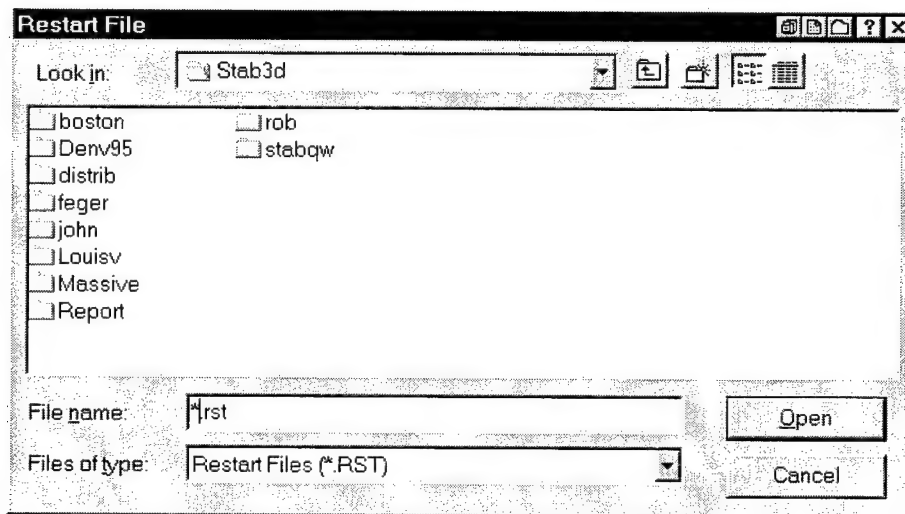 Restart File
Look in: Stab3d
boston rob
Denv95 stabqw
distrib
feger
john
Louisv
Massive
Report
File name: *.rst
Open
Files of type: Restart Files (*.RST)
Cancel